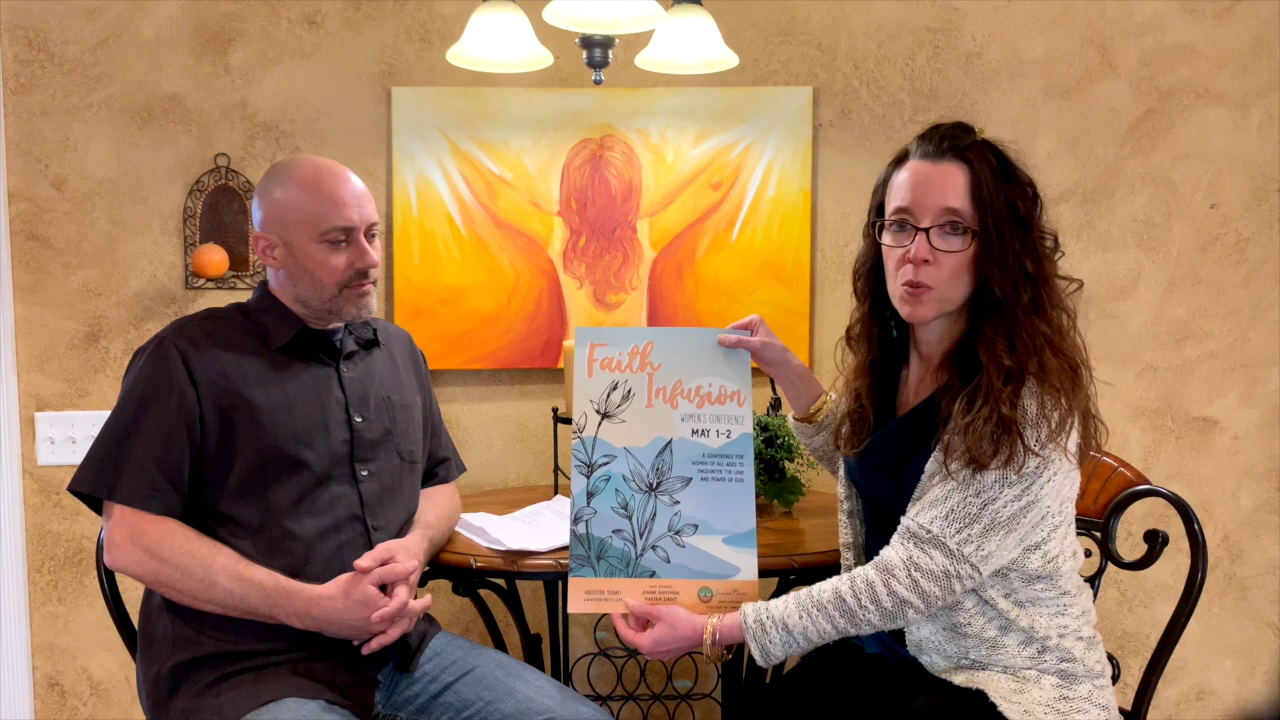 Faith
Infusion
WOMEN'S CONFERENCE
MAY 1-2
A CONFERENCE FOR
WOMEN OF ALL AGES TO
ENCOUNTER THE LOVE
AND POWER OF GOD
REGISTER TODAY!